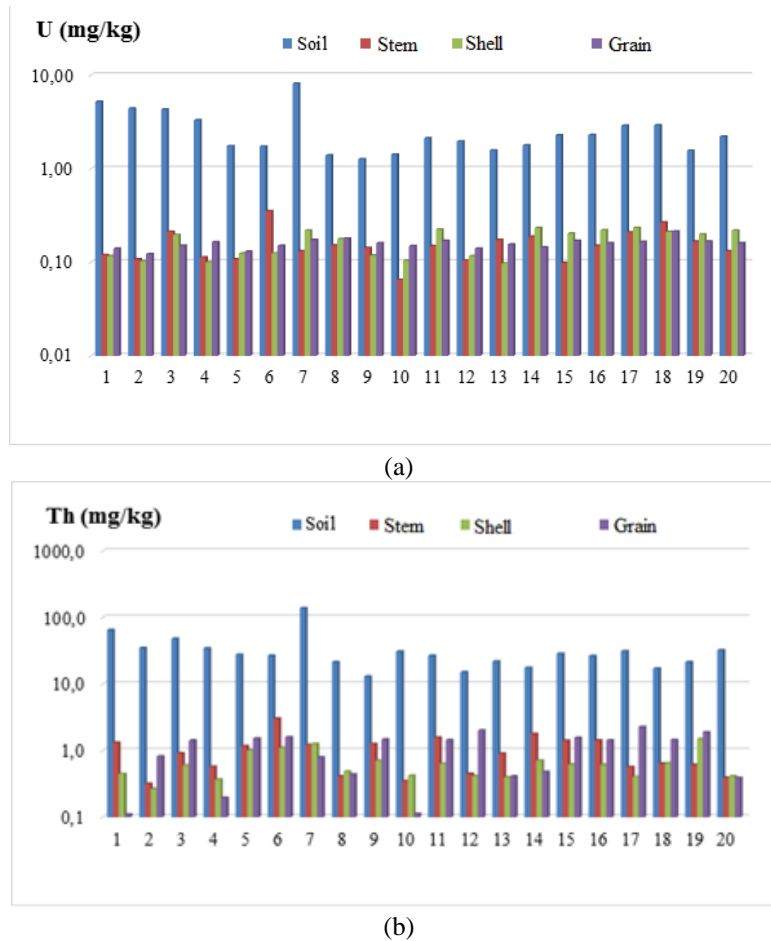 U (mg/kg)
Soil Stem Shell Grain
10,00
1,00
0,10
0,01
1 2 3 4 5 6 7 8 9 10 11 12 13 14 15 16 17 18 19 20
(a)
Th (mg/kg)
Soil Stem Shell Grain
1000,0
100,0
10,0
1,0
0,1
1 2 3 4 5 6 7 8 9 10 11 12 13 14 15 16 17 18 19 20
(b)